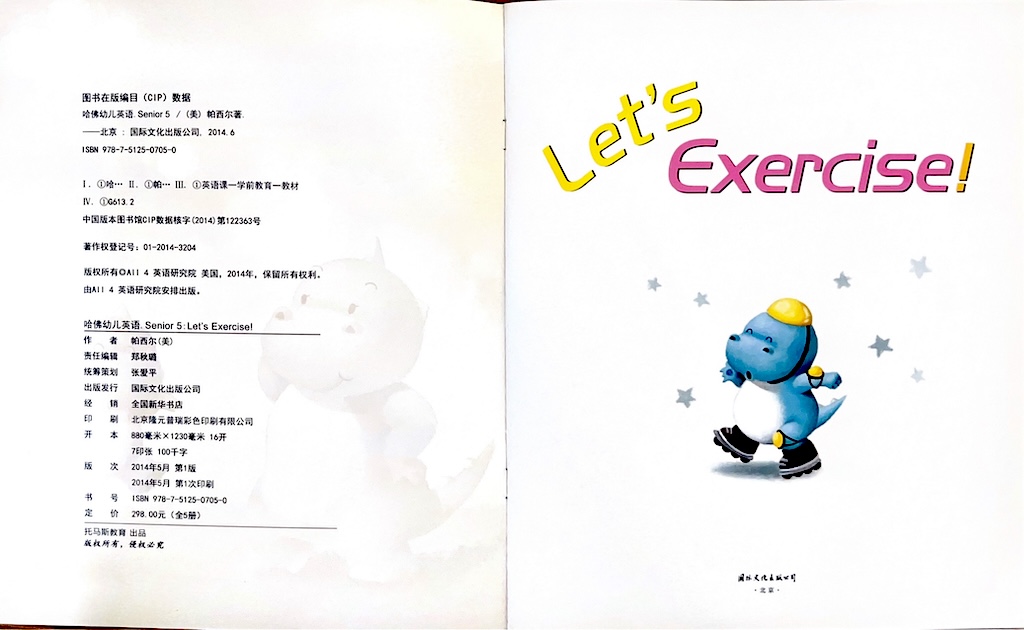 图书在版编目（CIP）数据
哈佛幼儿英语. Senior 5 /（美）帕西尔著.
——北京 : 国际文化出版公司, 2014.6
ISBN 978-7-5125-0705-0
I. ①哈… II. ①帕… III. ①英语课—学前教育—教材
IV. ①G613.2
中国版本图书馆CIP数据核字(2014)第122363号
著作权登记号: 01-2014-3204
版权所有©All 4 英语研究院 美国, 2014年, 保留所有权利。
由All 4 英语研究院安排出版。
哈佛幼儿英语. Senior 5: Let's Exercise!
作 者 帕西尔(美)
责任编辑 郑秋璐
统筹策划 张爱平
出版发行 国际文化出版公司
经 销 全国新华书店
印 刷 北京隆元普瑞彩色印刷有限公司
开 本 880毫米×1230毫米 16开
7印张 100千字
版 次 2014年5月 第1版
2014年5月 第1次印刷
书 号 ISBN 978-7-5125-0705-0
定 价 298.00元（全5册）
托马斯教育 出品
版权所有，侵权必究
Let's
Exercise!
国际文化出版公司
·北京·